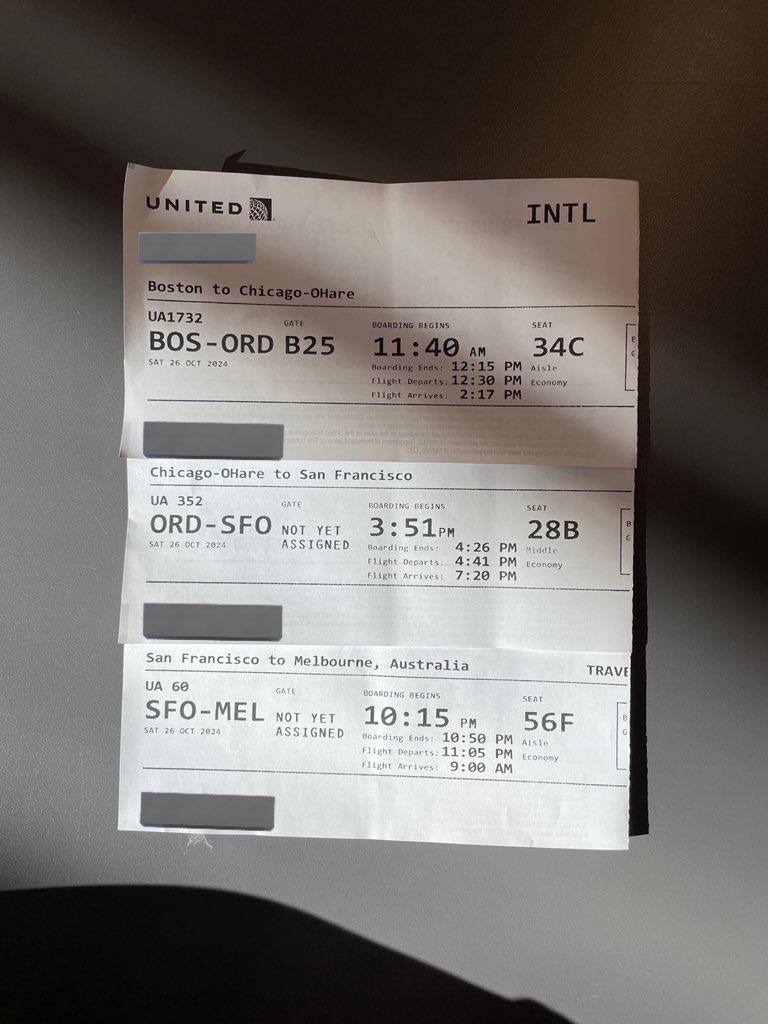 UNITED
INTL
Boston to Chicago-OHare
UA1732 GATE BOARDING BEGINS SEAT
BOS-ORD B25 11:40 AM 34C
SAT 26 OCT 2024 Boarding Ends: 12:15 PM Aisle
Flight Departs: 12:30 PM Economy
Flight Arrives: 2:17 PM
Chicago-OHare to San Francisco
UA 352 GATE BOARDING BEGINS SEAT
ORD-SFO NOT YET ASSIGNED 3:51PM 28B
SAT 26 OCT 2024 Boarding Ends: 4:26 PM Middle
Flight Departs: 4:41 PM Economy
Flight Arrives: 7:20 PM
San Francisco to Melbourne, Australia TRAVE
UA 60 GATE BOARDING BEGINS SEAT
SFO-MEL NOT YET ASSIGNED 10:15 PM 56F
SAT 26 OCT 2024 Boarding Ends: 10:50 PM Aisle
Flight Departs: 11:05 PM Economy
Flight Arrives: 9:00 AM